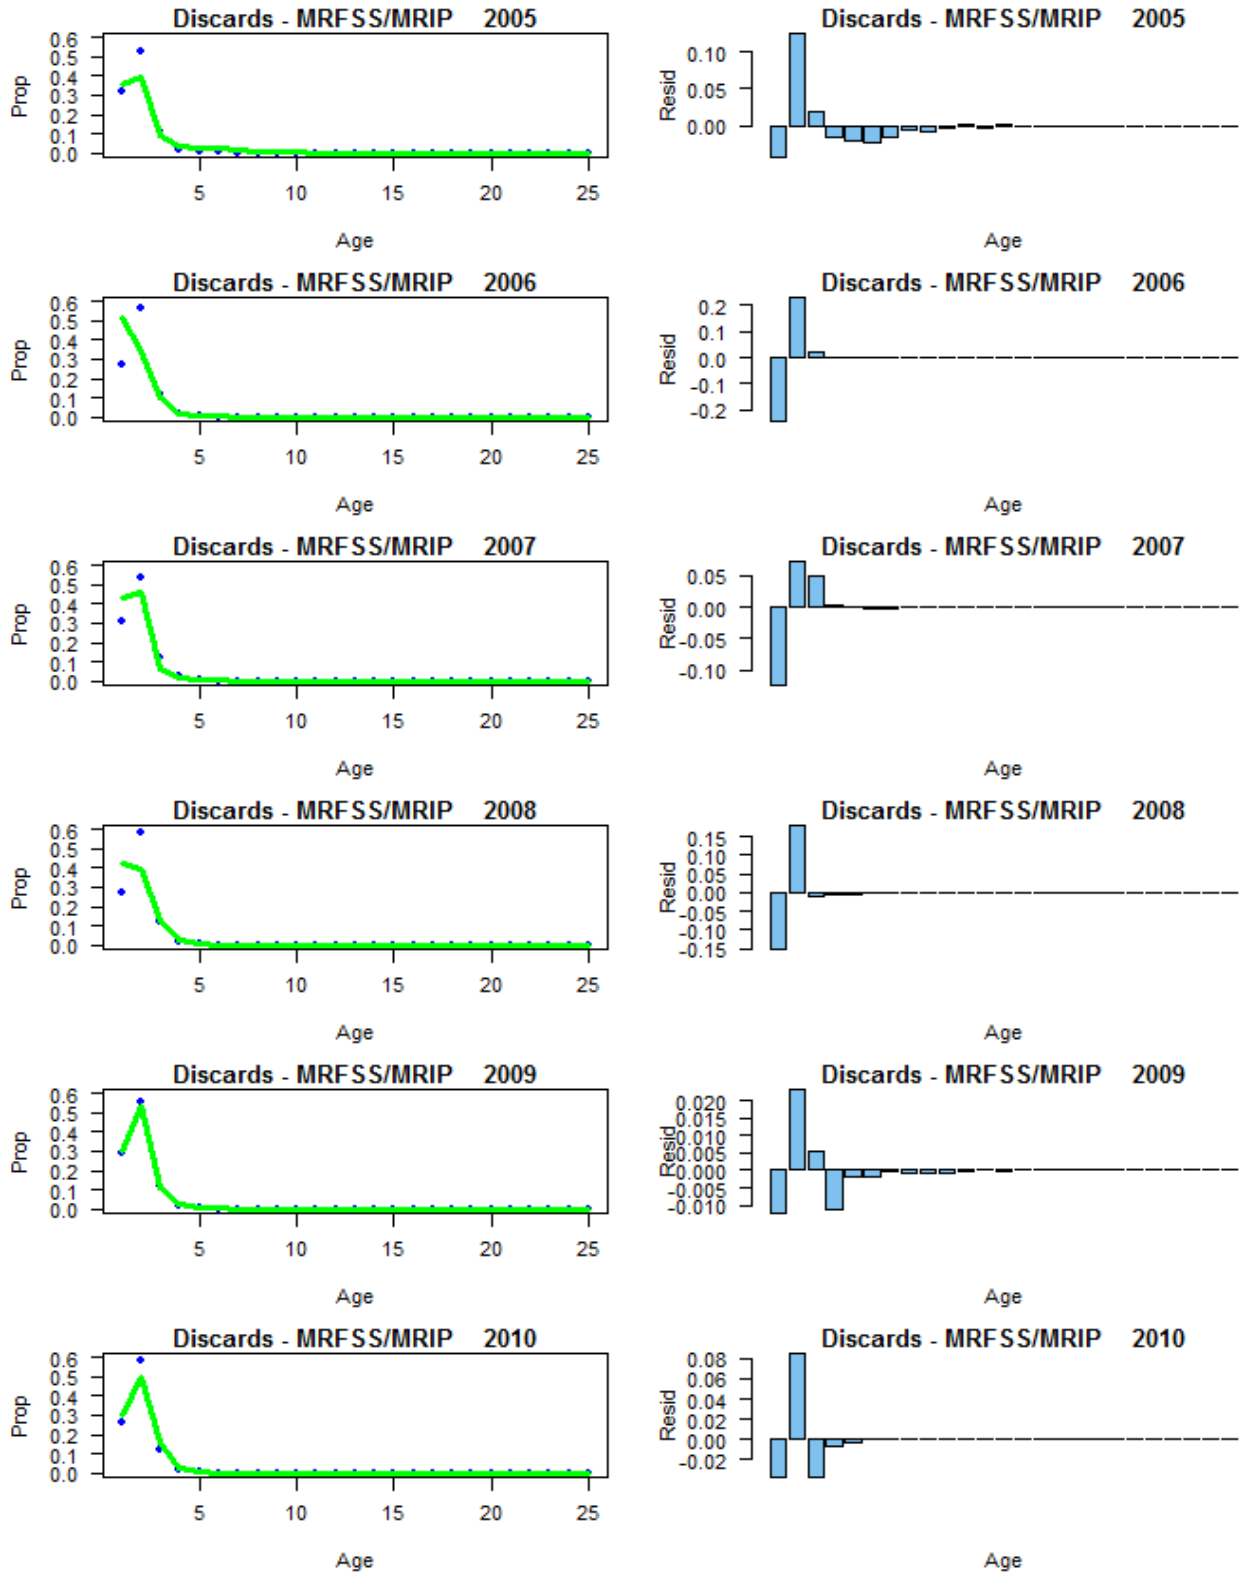 Discards - MRFSS/MRIP 2005
Prop
0.6
0.5
0.4
0.3
0.2
0.1
0.0
5 10 15 20 25
Age
Discards - MRFSS/MRIP 2005
Resid
0.10
0.05
0.00
Age
Discards - MRFSS/MRIP 2006
Prop
0.6
0.5
0.4
0.3
0.2
0.1
0.0
5 10 15 20 25
Age
Discards - MRFSS/MRIP 2006
Resid
0.2
0.1
0.0
-0.1
-0.2
Age
Discards - MRFSS/MRIP 2007
Prop
0.6
0.5
0.4
0.3
0.2
0.1
0.0
5 10 15 20 25
Age
Discards - MRFSS/MRIP 2007
Resid
0.05
0.00
-0.05
-0.10
Age
Discards - MRFSS/MRIP 2008
Prop
0.6
0.5
0.4
0.3
0.2
0.1
0.0
5 10 15 20 25
Age
Discards - MRFSS/MRIP 2008
Resid
0.15
0.10
0.05
0.00
-0.05
-0.10
-0.15
Age
Discards - MRFSS/MRIP 2009
Prop
0.6
0.5
0.4
0.3
0.2
0.1
0.0
5 10 15 20 25
Age
Discards - MRFSS/MRIP 2009
Resid
0.020
0.015
0.010
0.005
0.000
-0.005
-0.010
Age
Discards - MRFSS/MRIP 2010
Prop
0.6
0.5
0.4
0.3
0.2
0.1
0.0
5 10 15 20 25
Age
Discards - MRFSS/MRIP 2010
Resid
0.08
0.06
0.04
0.02
0.00
-0.02
Age